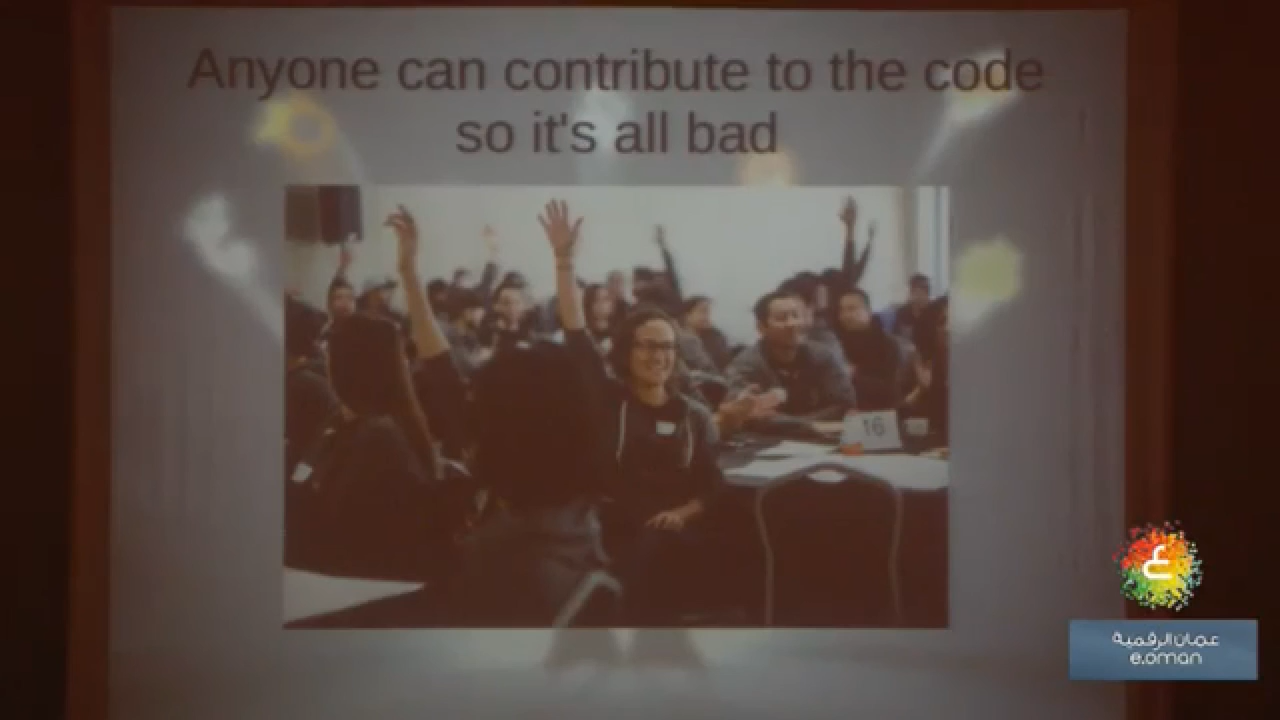 Anyone can contribute to the code
so it's all bad
16
ع
عمان الرقمية
e.oman